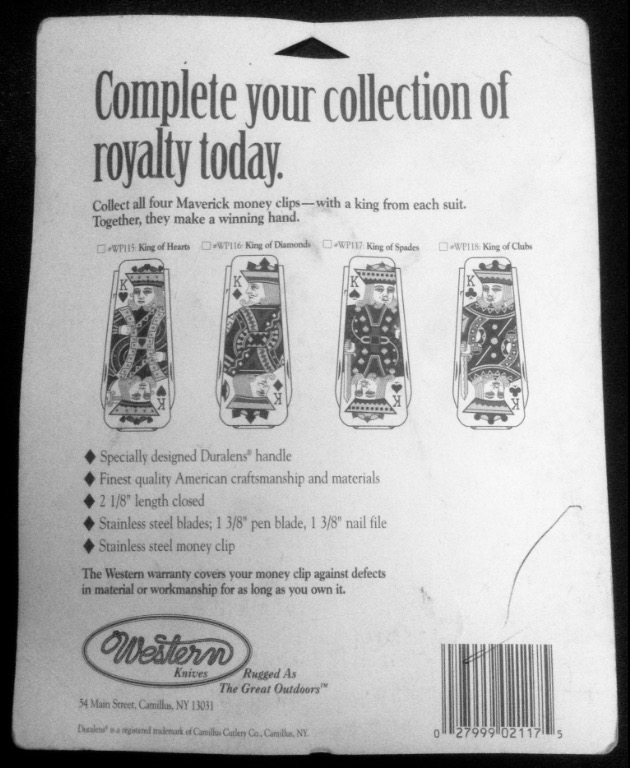 Complete your collection of
royalty today.
Collect all four Maverick money clips—with a king from each suit.
Together, they make a winning hand.
#WP115: King of Hearts #WP116: King of Diamonds #WP117: King of Spades #WP118: King of Clubs
K K K K
K K K K
◆ Specially designed Duralens® handle
◆ Finest quality American craftsmanship and materials
◆ 2 1/8" length closed
◆ Stainless steel blades; 1 3/8" pen blade, 1 3/8" nail file
◆ Stainless steel money clip
The Western warranty covers your money clip against defects
in material or workmanship for as long as you own it.
Western
Knives
Rugged As
The Great Outdoors™
54 Main Street, Camillus, NY 13031
Duralens® is a registered trademark of Camillus Cutlery Co., Camillus, NY.
0 27999 02117 5